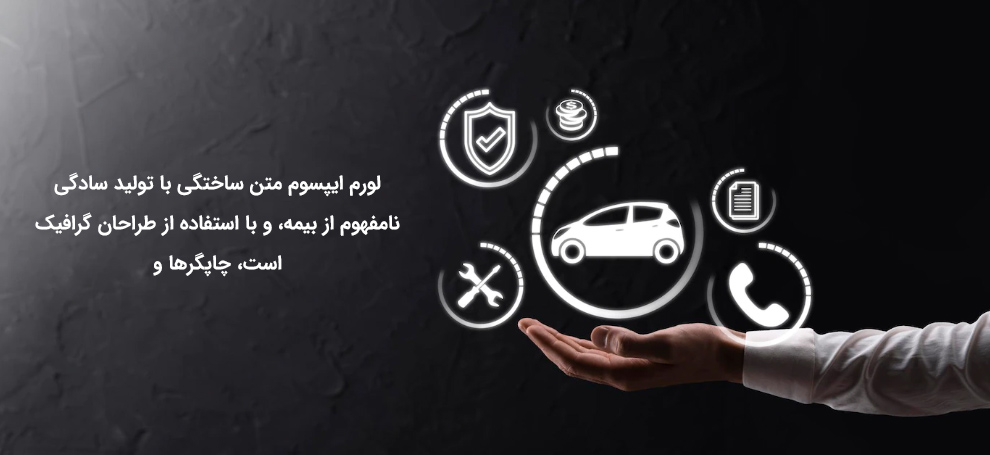 لورم ایپسوم متن ساختگی با تولید سادگی
نامفهوم از بیمه، و با استفاده از طراحان گرافیک
است، چاپگرها و
$